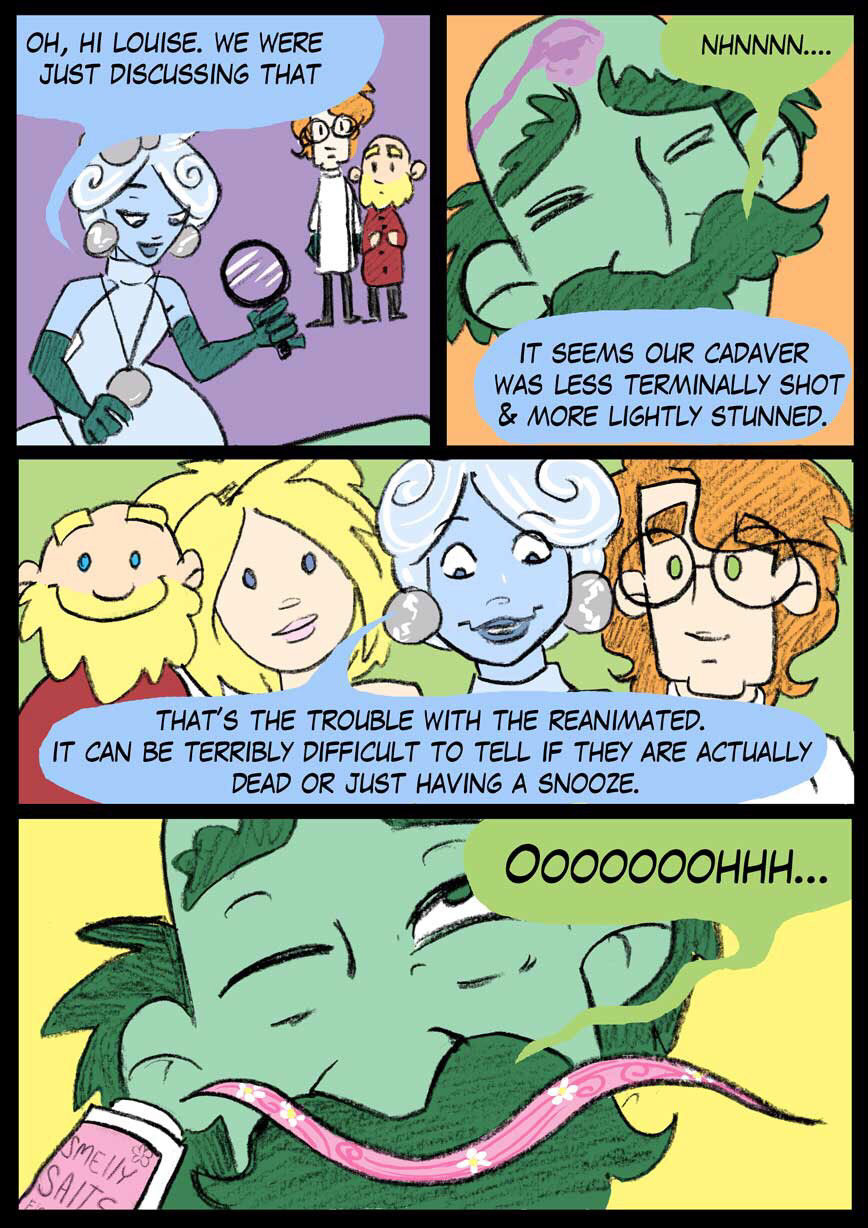 OH, HI LOUISE. WE WERE
JUST DISCUSSING THAT
NHNNNN....
IT SEEMS OUR CADAVER
WAS LESS TERMINALLY SHOT
& MORE LIGHTLY STUNNED.
THAT'S THE TROUBLE WITH THE REANIMATED.
IT CAN BE TERRIBLY DIFFICULT TO TELL IF THEY ARE ACTUALLY
DEAD OR JUST HAVING A SNOOZE.
OOOOOOOHHH...
SMELLY
SALTS